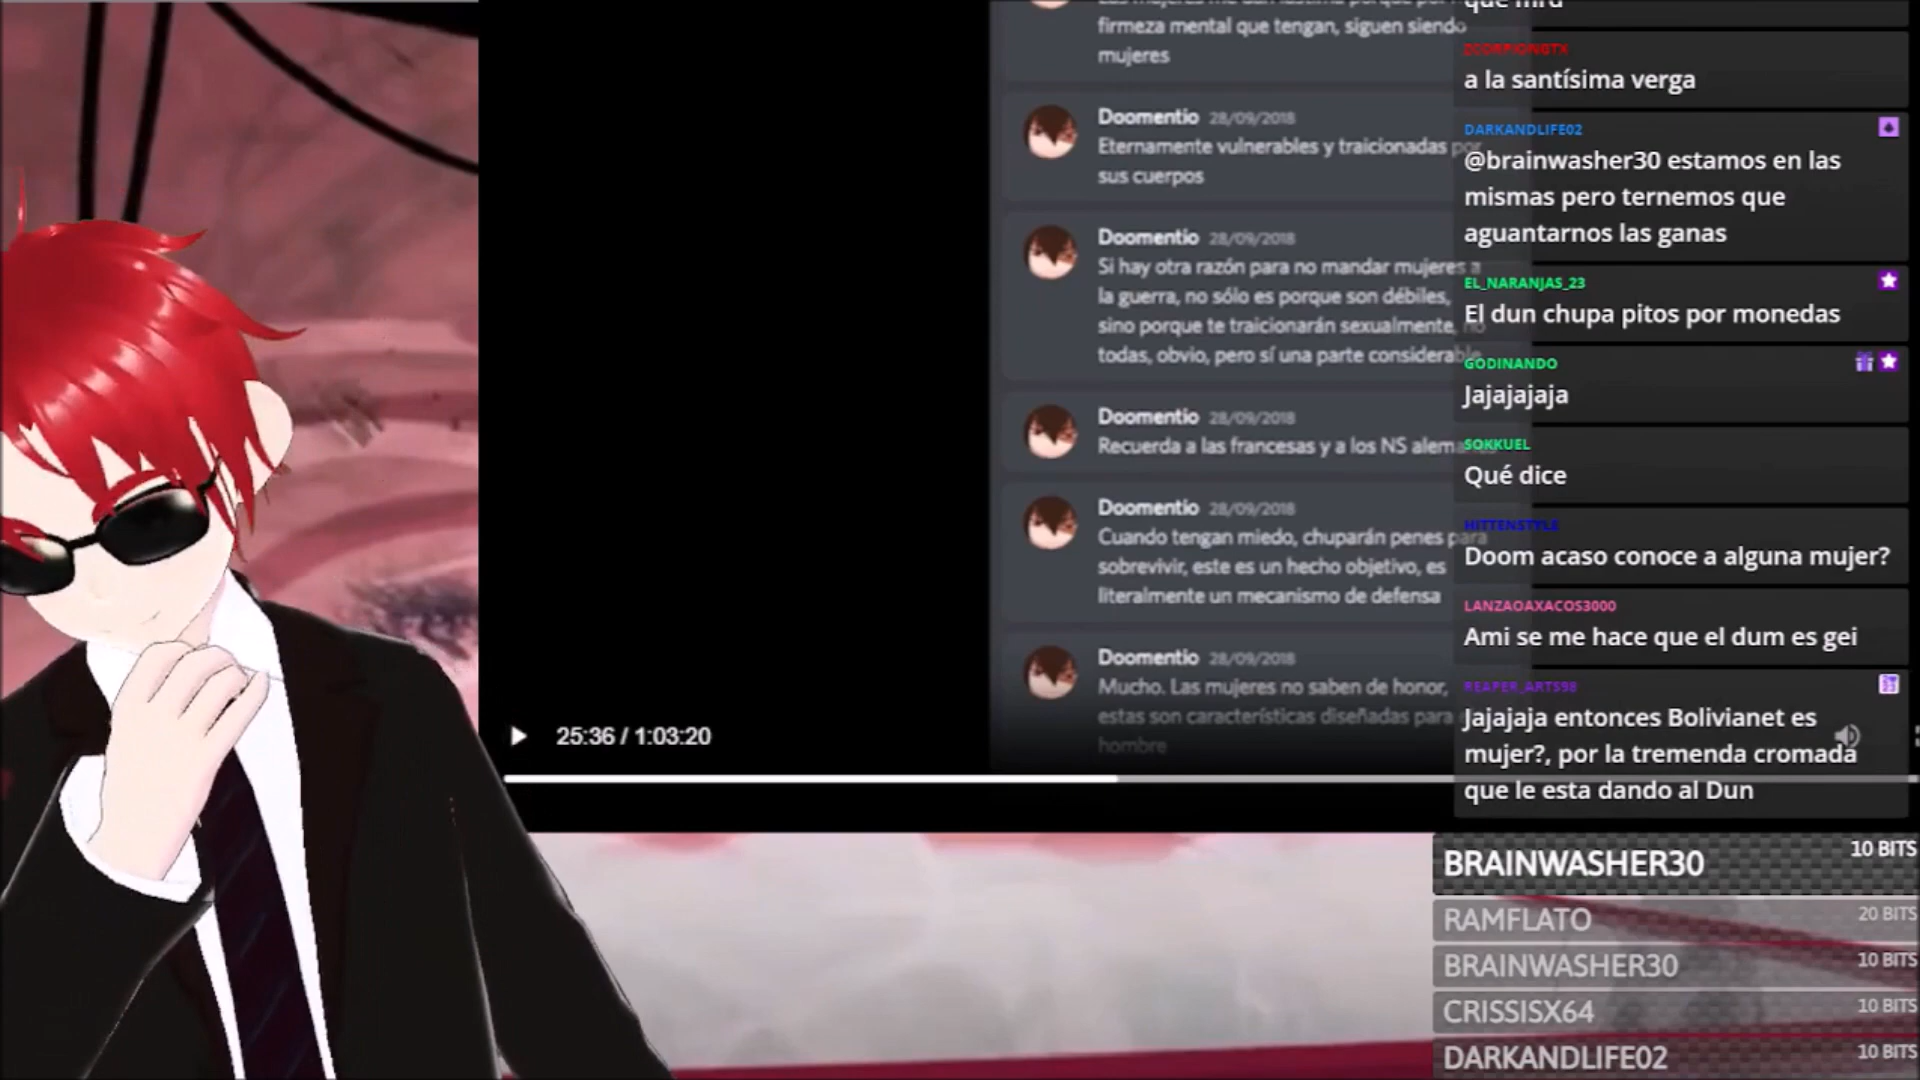 firmeza mental que tengan, siguen siendo
mujeres
Doomentio 28/09/2018
Eternamente vulnerables y traicionadas por
sus cuerpos
Doomentio 28/09/2018
Si hay otra razón para no mandar mujeres a
la guerra, no sólo es porque son débiles,
sino porque te traicionarán sexualmente, no
todas, obvio, pero sí una parte considerable
Doomentio 28/09/2018
Recuerda a las francesas y a los NS
Doomentio 28/09/2018
Cuando tengan miedo, chuparán penes para
sobrevivir, este es un hecho objetivo, es
literalmente un mecanismo de defensa
Doomentio 28/09/2018
Mucho. Las mujeres no saben de honor,
estas son características diseñadas para
hombre
25:36 / 1:03:20
a la santísima verga
DARKANDLIFE02
@brainwasher30 estamos en las
mismas pero ternemos que
aguantarnos las ganas
EL_NARANJAS_23
El dun chupa pitos por monedas
GODINANDO
Jajajajaja
SOKKUEL
Qué dice
HITTENSTYLE
Doom acaso conoce a alguna mujer?
LANZAOAXACOS3000
Ami se me hace que el dum es gei
REAPER_ARTS98
Jajajaja entonces Bolivianet es
mujer?, por la tremenda cromada
que le esta dando al Dun
BRAINWASHER30 10 BITS
RAMFLATO 20 BITS
BRAINWASHER30 10 BITS
CRISSISX64 10 BITS
DARKANDLIFE02 10 BITS